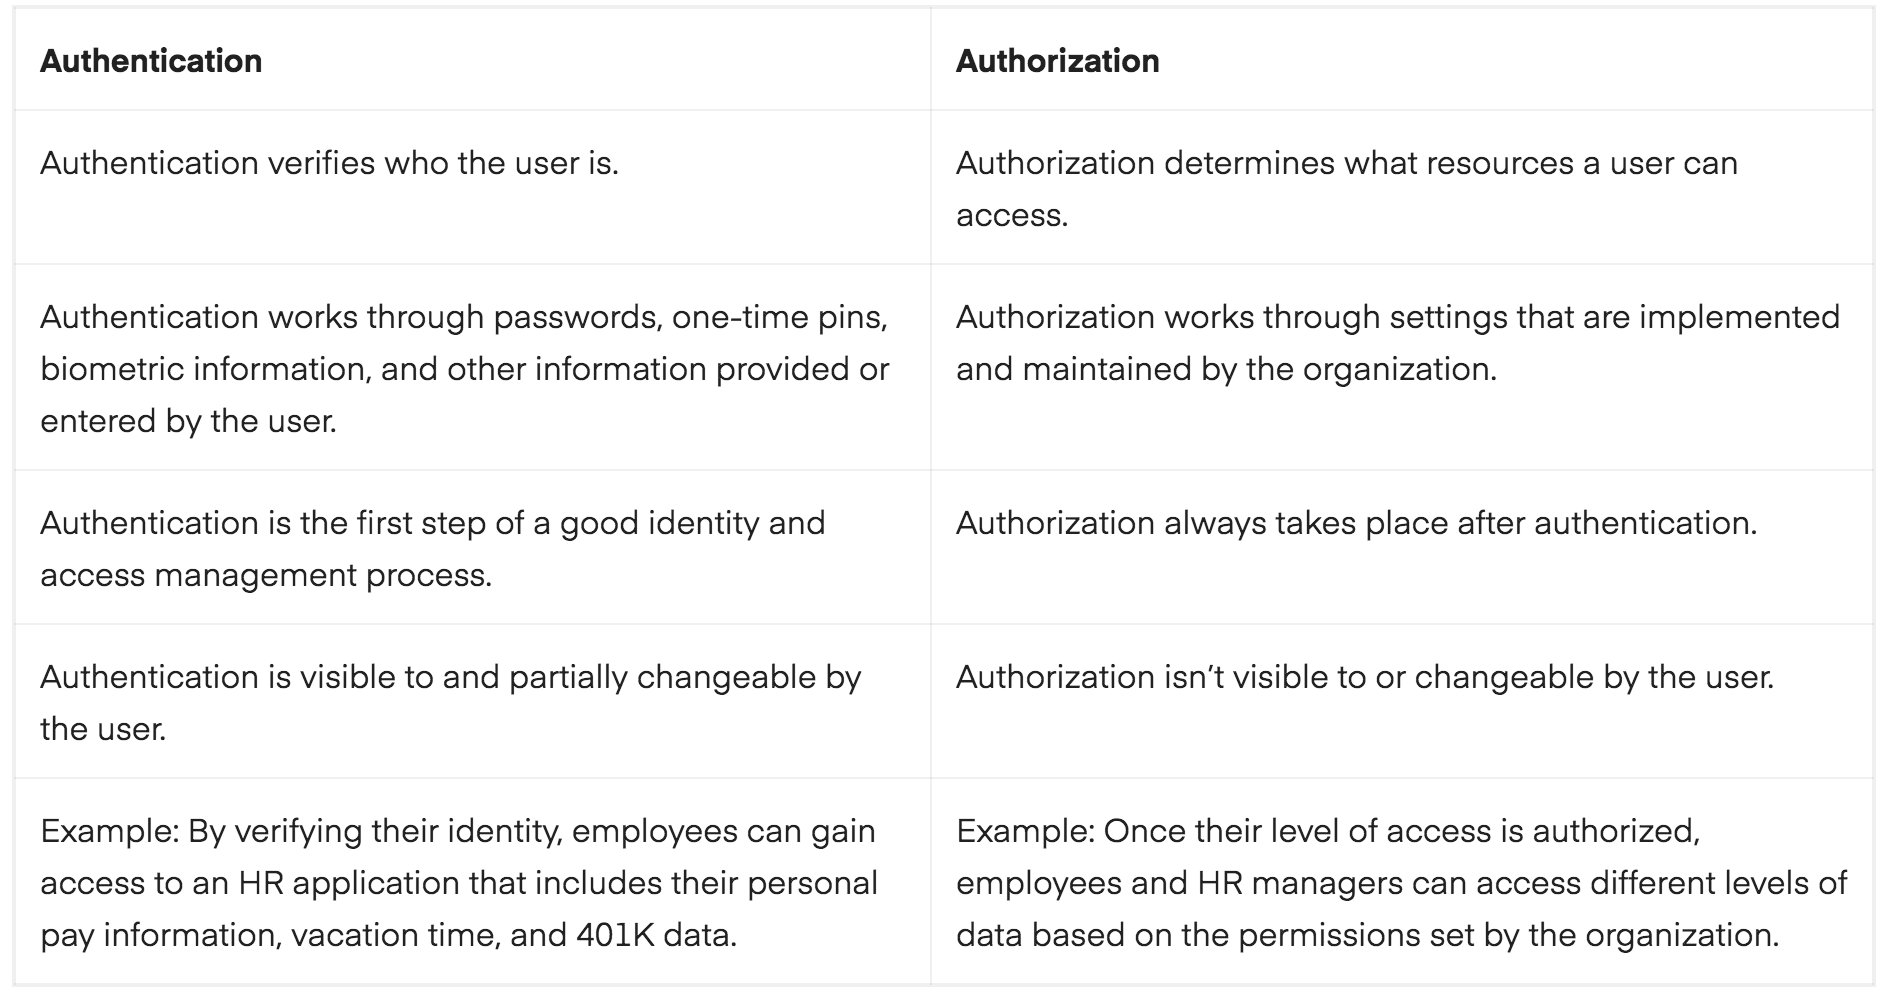 Authentication
Authorization
Authentication verifies who the user is.
Authorization determines what resources a user can
access.
Authentication works through passwords, one-time pins,
biometric information, and other information provided or
entered by the user.
Authorization works through settings that are implemented
and maintained by the organization.
Authentication is the first step of a good identity and
access management process.
Authorization always takes place after authentication.
Authentication is visible to and partially changeable by
the user.
Authorization isn’t visible to or changeable by the user.
Example: By verifying their identity, employees can gain
access to an HR application that includes their personal
pay information, vacation time, and 401K data.
Example: Once their level of access is authorized,
employees and HR managers can access different levels of
data based on the permissions set by the organization.